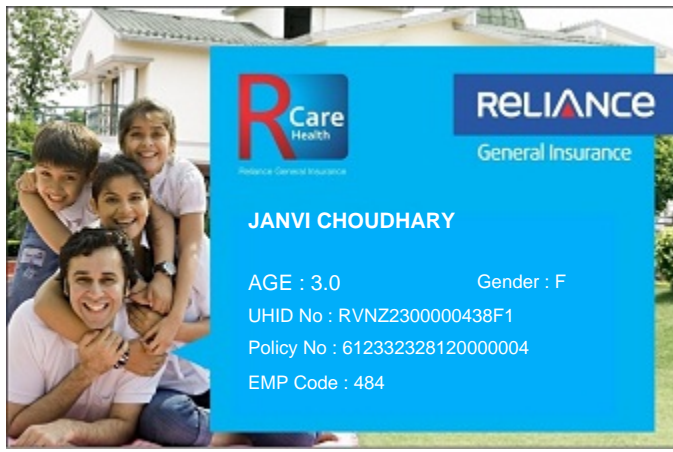 R Care
Health
Reliance General Insurance
RELIANCE
General Insurance
JANVI CHOUDHARY
AGE : 3.0 Gender : F
UHID No : RVNZ2300000438F1
Policy No : 612332328120000004
EMP Code : 484